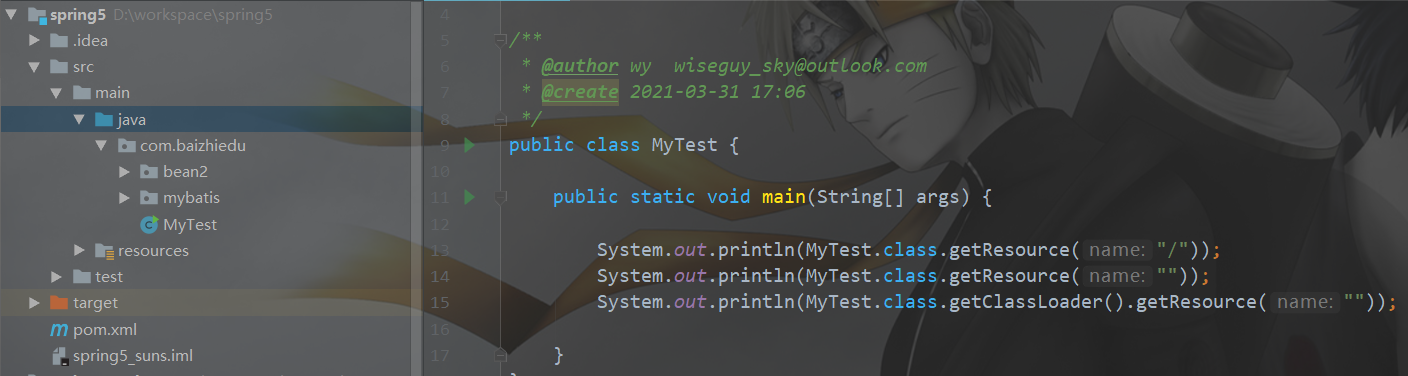 spring5 D:\workspace\spring5
.idea
src
main
java
com.baizhiedu
bean2
mybatis
MyTest
resources
test
target
pom.xml
spring5_suns.iml
4
5 /**
6 * @author wy wiseguy_sky@outlook.com
7 * @create 2021-03-31 17:06
8 */
9 public class MyTest {
10
11 public static void main(String[] args) {
12
13 System.out.println(MyTest.class.getResource( name: "/"));
14 System.out.println(MyTest.class.getResource( name: ""));
15 System.out.println(MyTest.class.getClassLoader().getResource( name: ""));
16
17 }